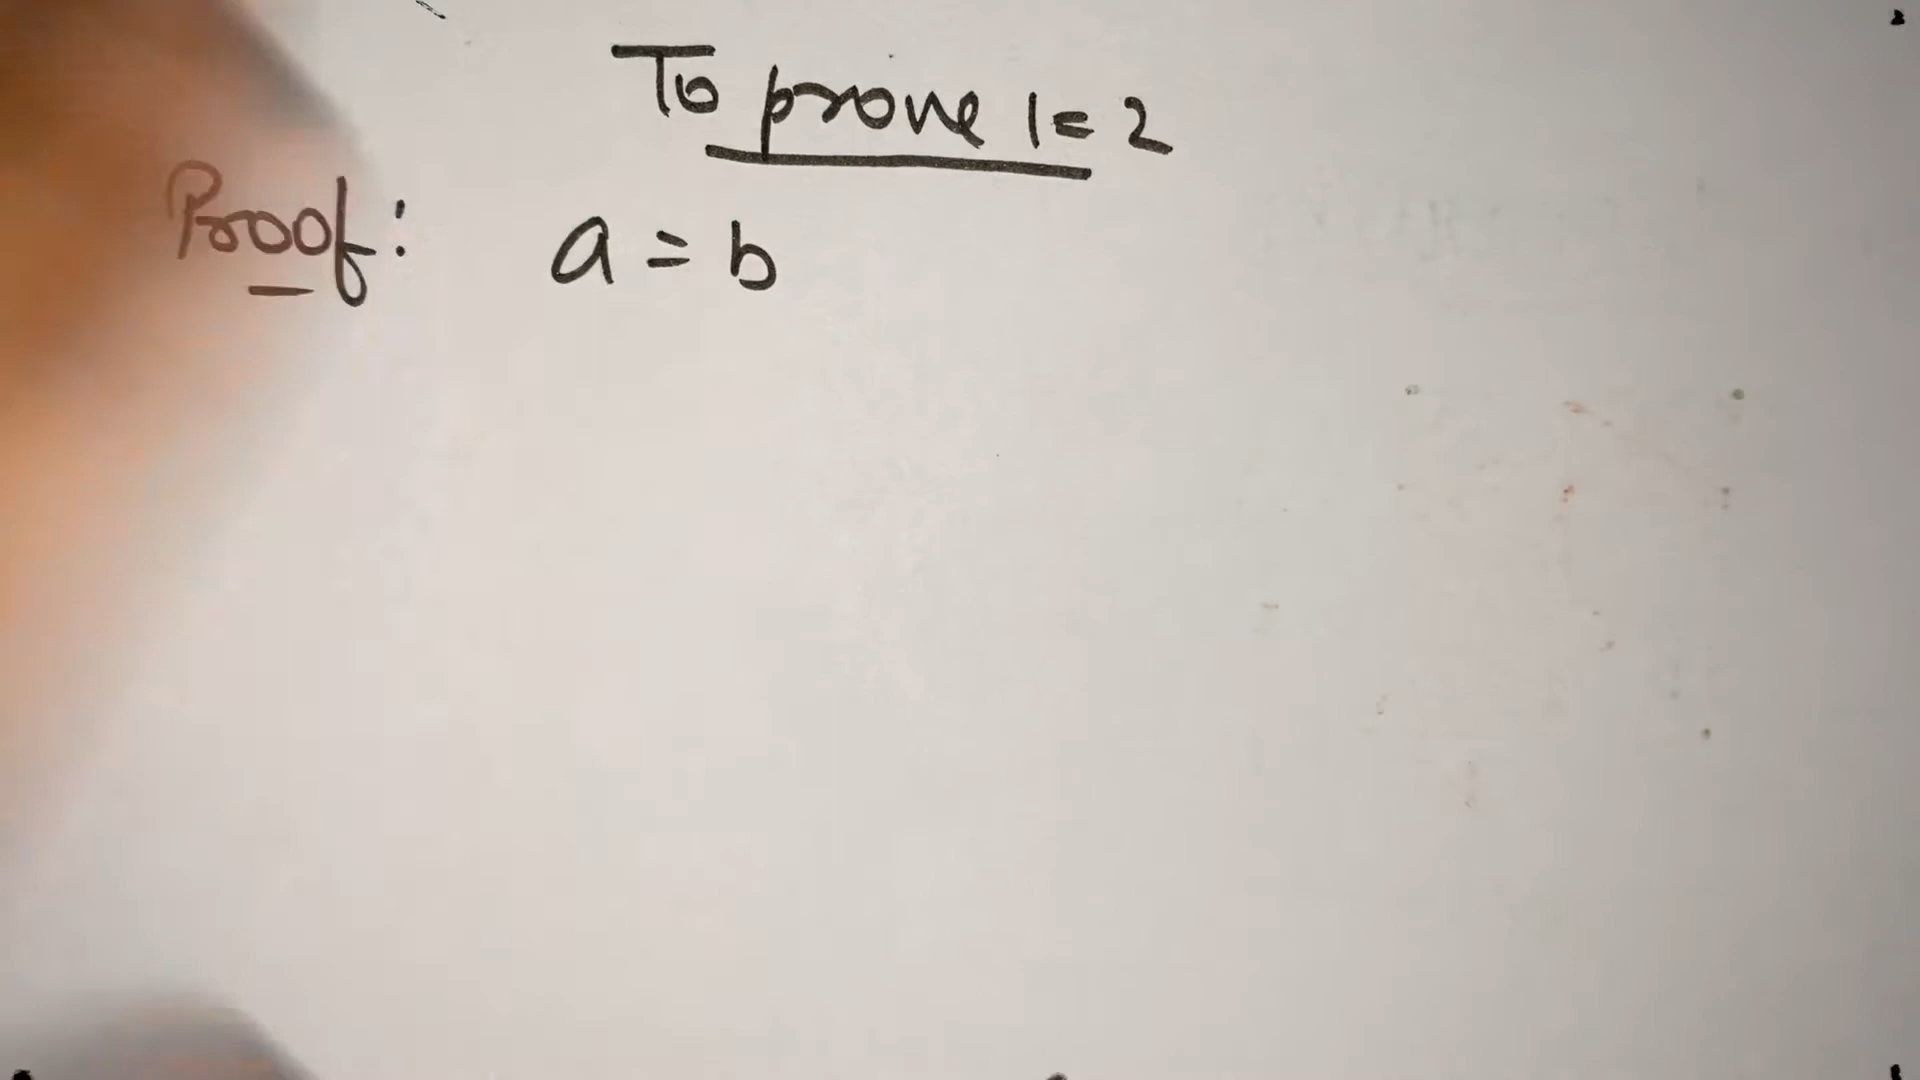 To prove 1 = 2
Proof: a = b